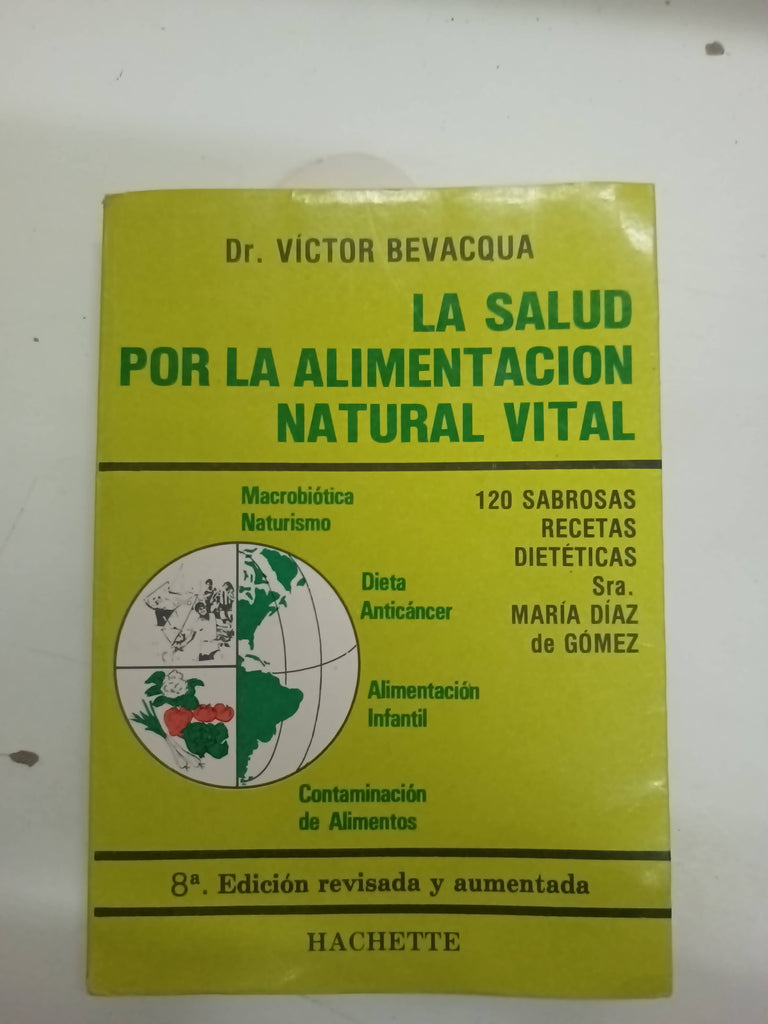 Dr. VÍCTOR BEVACQUA
LA SALUD
POR LA ALIMENTACION
NATURAL VITAL
Macrobiótica
Naturismo
Dieta
Anticáncer
Alimentación
Infantil
Contaminación
de Alimentos
120 SABROSAS
RECETAS
DIETÉTICAS
Sra.
MARÍA DÍAZ
de GÓMEZ
8ª. Edición revisada y aumentada
HACHETTE